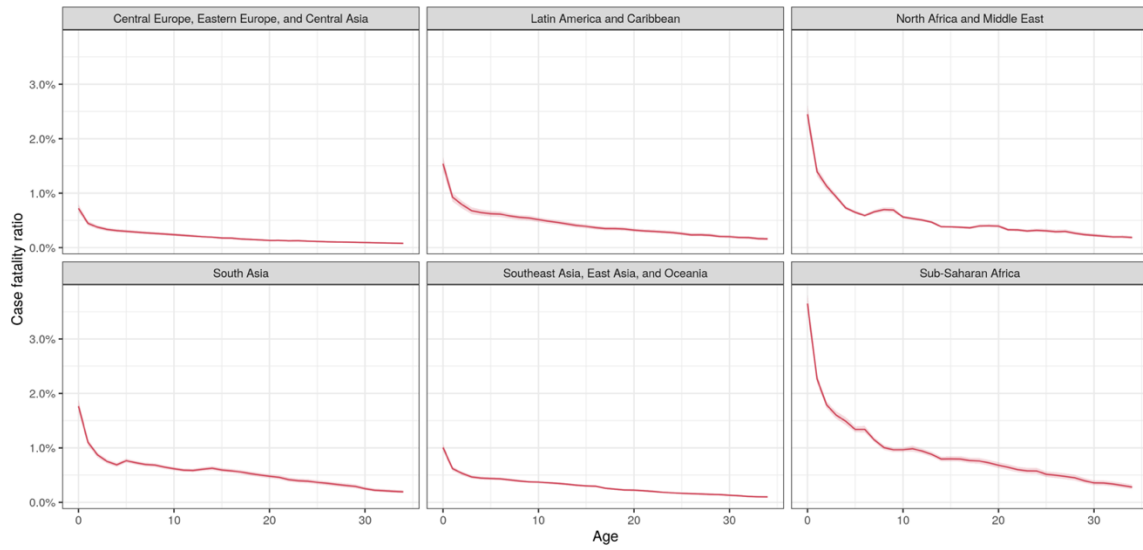 Central Europe, Eastern Europe, and Central Asia
Latin America and Caribbean
North Africa and Middle East
3.0%
2.0%
1.0%
0.0%
South Asia
Southeast Asia, East Asia, and Oceania
Sub-Saharan Africa
3.0%
2.0%
1.0%
0.0%
0 10 20 30
0 10 20 30
0 10 20 30
Case fatality ratio
Age